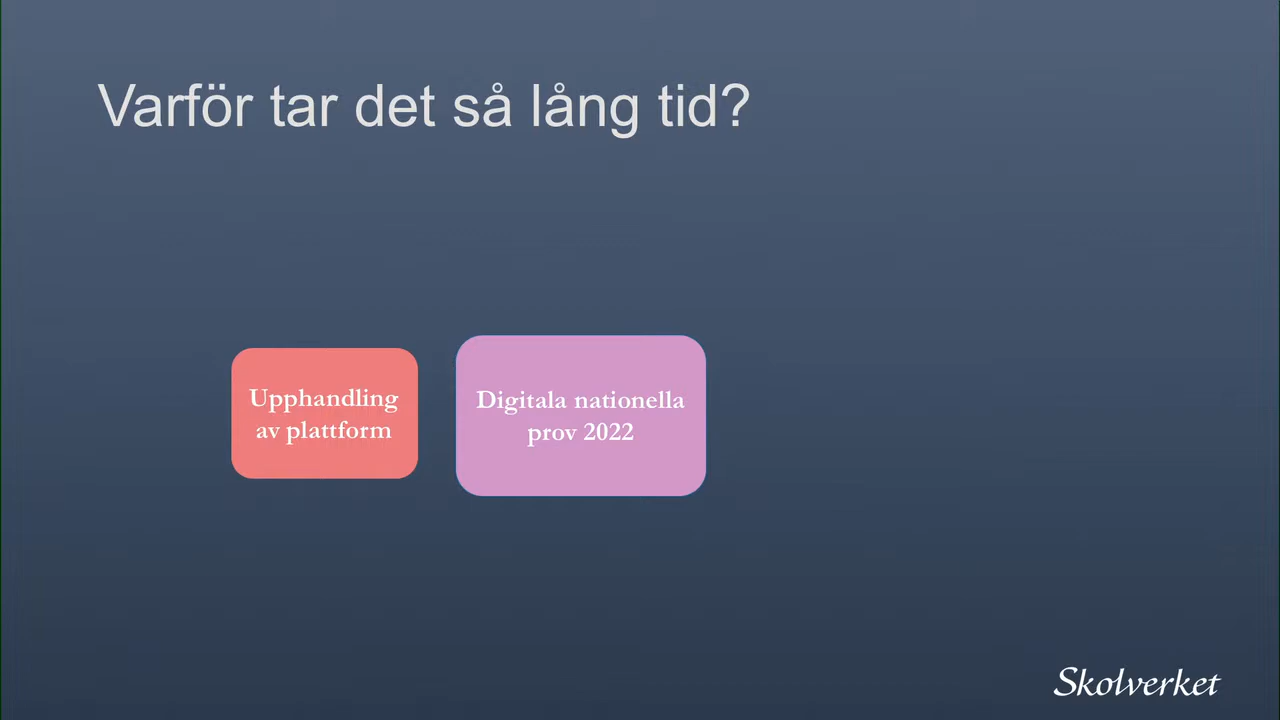 Varför tar det så lång tid?
Upphandling
av plattform
Digitala nationella
prov 2022
Skolverket